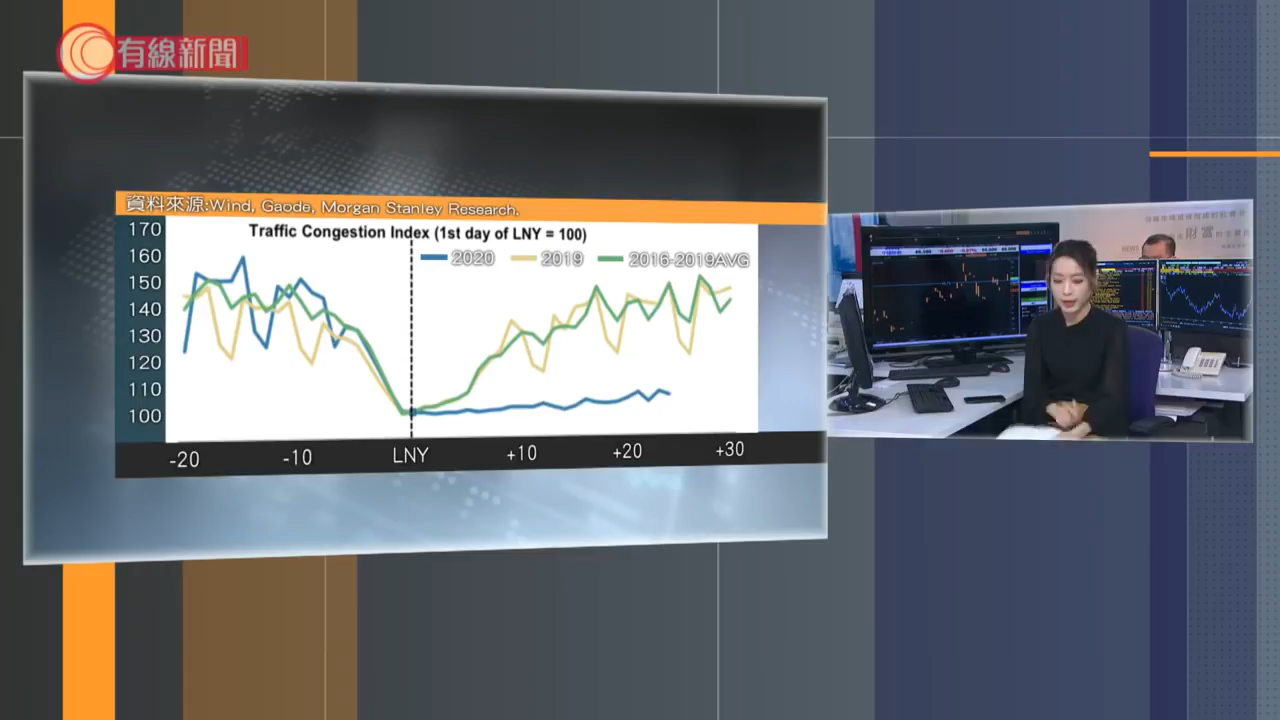 有線新聞
資料來源:Wind, Gaode, Morgan Stanley Research,
Traffic Congestion Index (1st day of LNY = 100)
2020 2019 2016-2019AVG
170
160
150
140
130
120
110
100
-20 -10 LNY +10 +20 +30
財富